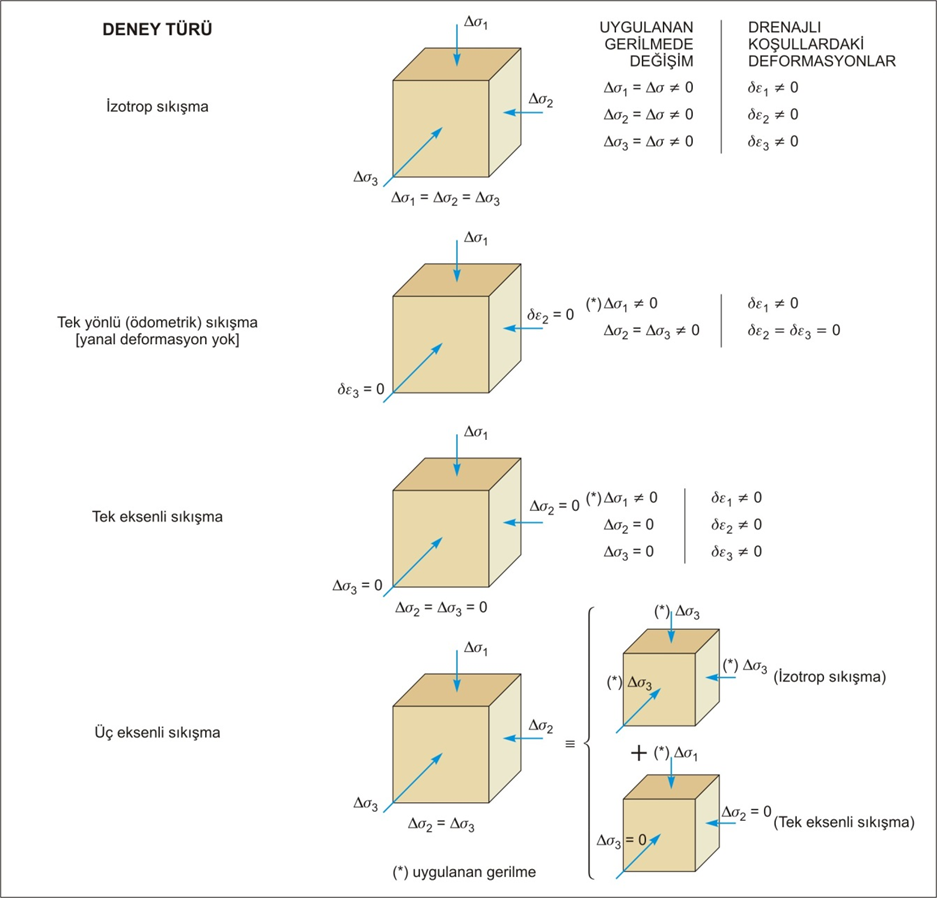 DENEY TÜRÜ
UYGULANAN
GERİLMEDE
DEĞİŞİM
DRENAJLI
KOŞULLARDAKİ
DEFORMASYONLAR
İzotrop sıkışma
Δσ1
Δσ2
Δσ3
Δσ1 = Δσ2 = Δσ3
Δσ1 = Δσ ≠ 0
δε1 ≠ 0
Δσ2 = Δσ ≠ 0
δε2 ≠ 0
Δσ3 = Δσ ≠ 0
δε3 ≠ 0
Tek yönlü (ödometrik) sıkışma
[yanal deformasyon yok]
Δσ1
δε2 = 0
δε3 = 0
(*)Δσ1 ≠ 0
δε1 ≠ 0
Δσ2 = Δσ3 ≠ 0
δε2 = δε3 = 0
Tek eksenli sıkışma
Δσ1
Δσ2 = 0
Δσ3 = 0
Δσ2 = Δσ3 = 0
(*)Δσ1 ≠ 0
δε1 ≠ 0
Δσ2 = 0
δε2 ≠ 0
Δσ3 = 0
δε3 ≠ 0
Üç eksenli sıkışma
Δσ1
Δσ2
Δσ3
Δσ2 = Δσ3
≡
(*) Δσ3
(*) Δσ3
(*) Δσ3
(İzotrop sıkışma)
+
(*) Δσ1
Δσ2 = 0
Δσ3 = 0
(Tek eksenli sıkışma)
(*) uygulanan gerilme